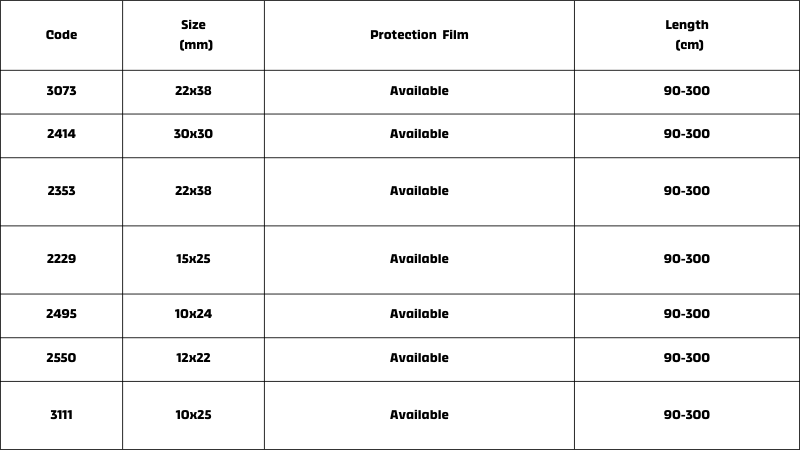 Code Size (mm) Protection Film Length (cm)
3073 22x38 Available 90-300
2414 30x30 Available 90-300
2353 22x38 Available 90-300
2229 15x25 Available 90-300
2495 10x24 Available 90-300
2550 12x22 Available 90-300
3111 10x25 Available 90-300